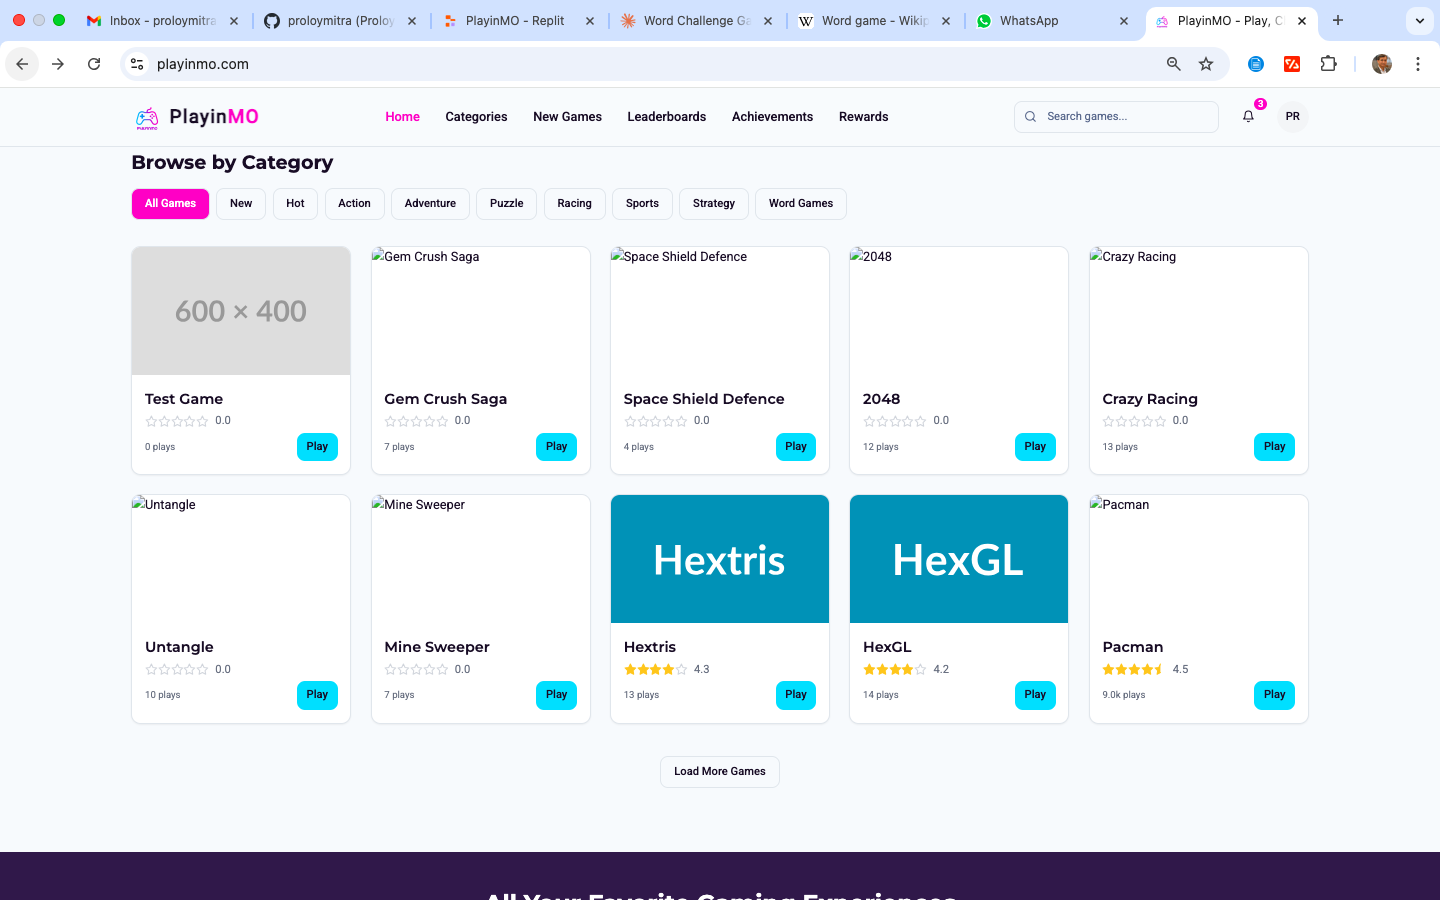 Inbox - proloymitra
proloymitra (Proloy
PlayinMO - Replit
Word Challenge Ga
Word game - Wikip
WhatsApp
PlayinMO - Play, C
playinmo.com
PLAYINMO
PlayinMO
Home
Categories
New Games
Leaderboards
Achievements
Rewards
Search games...
3
PR
Browse by Category
All Games
New
Hot
Action
Adventure
Puzzle
Racing
Sports
Strategy
Word Games
600 × 400
Gem Crush Saga
Space Shield Defence
2048
Crazy Racing
Test Game
Gem Crush Saga
Space Shield Defence
2048
Crazy Racing
0.0
0.0
0.0
0.0
0.0
0 plays
Play
7 plays
Play
4 plays
Play
12 plays
Play
13 plays
Play
Untangle
Mine Sweeper
Hextris
HexGL
Pacman
Untangle
Mine Sweeper
Hextris
HexGL
Pacman
0.0
0.0
4.3
4.2
4.5
10 plays
Play
7 plays
Play
13 plays
Play
14 plays
Play
9.0k plays
Play
Load More Games
All Your Favorite Gaming Experiences